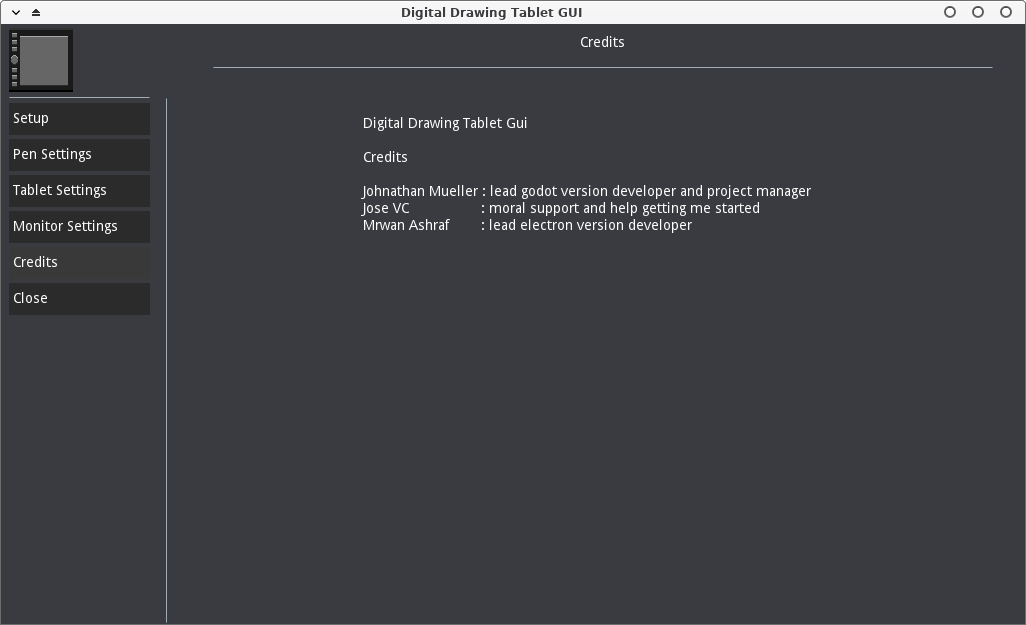 Digital Drawing Tablet GUI
Credits
Setup
Pen Settings
Tablet Settings
Monitor Settings
Credits
Close
Digital Drawing Tablet Gui
Credits
Johnathan Mueller : lead godot version developer and project manager
Jose VC : moral support and help getting me started
Mrwan Ashraf : lead electron version developer